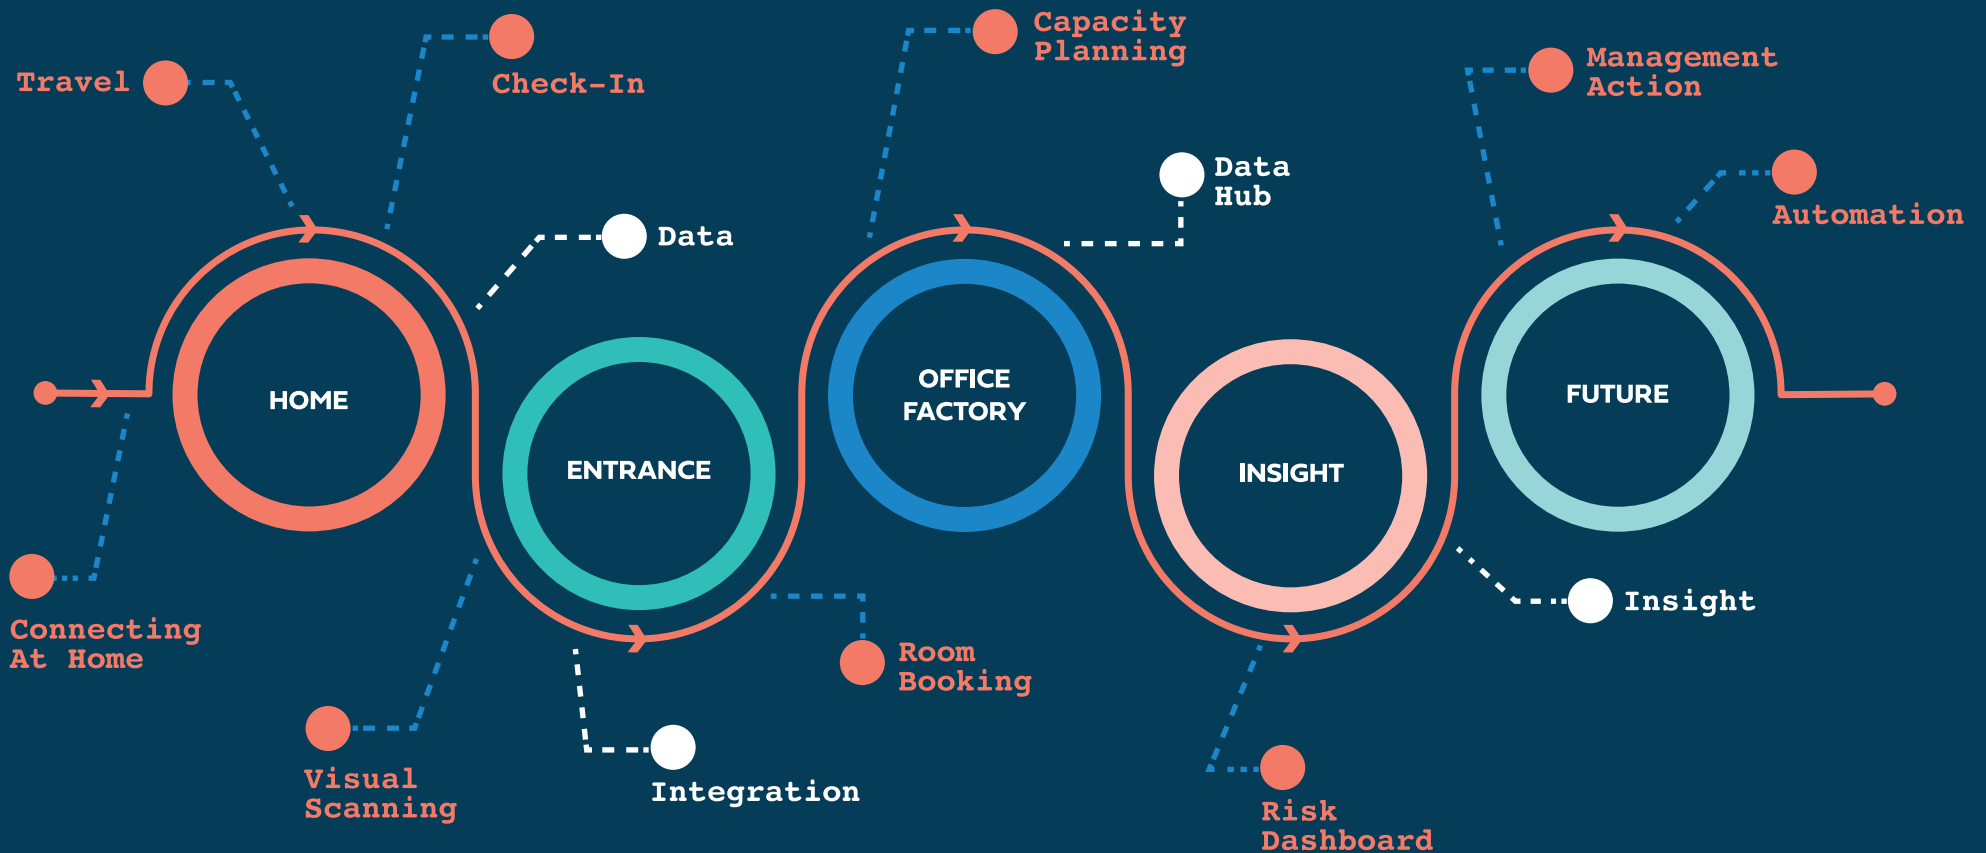 Travel
Check-In
Capacity
Planning
Management
Action
Data
Data
Hub
Automation
HOME
ENTRANCE
OFFICE
FACTORY
INSIGHT
FUTURE
Connecting
At Home
Visual
Scanning
Integration
Room
Booking
Insight
Risk
Dashboard